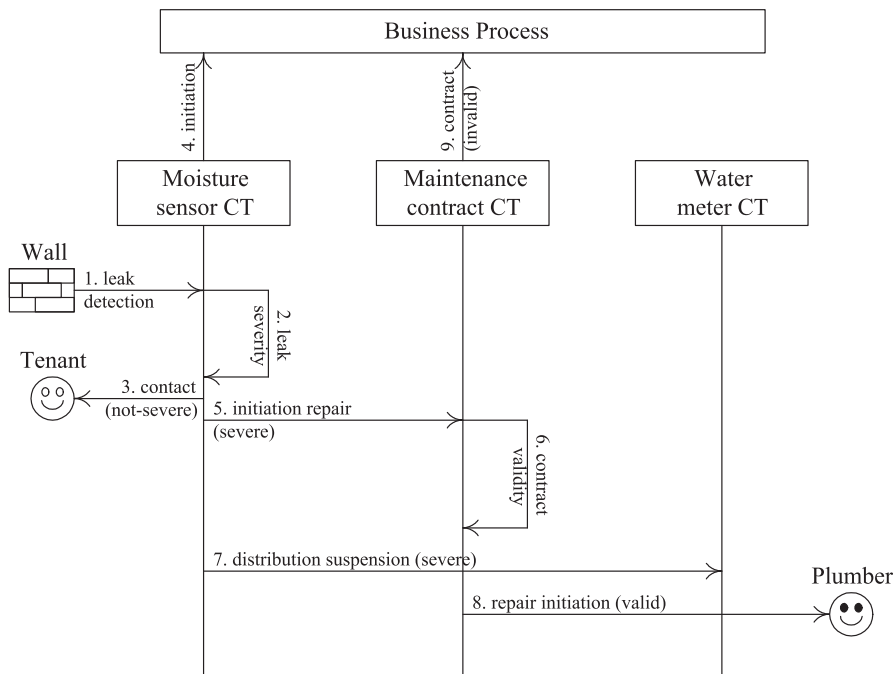 Business Process
4. initiation
9. contract
(invalid)
Moisture
sensor CT
Maintenance
contract CT
Water
meter CT
Wall
1. leak
detection
2. leak
severity
Tenant
3. contact
(not-severe)
5. initiation repair
(severe)
6. contract
validity
7. distribution suspension (severe)
Plumber
8. repair initiation (valid)